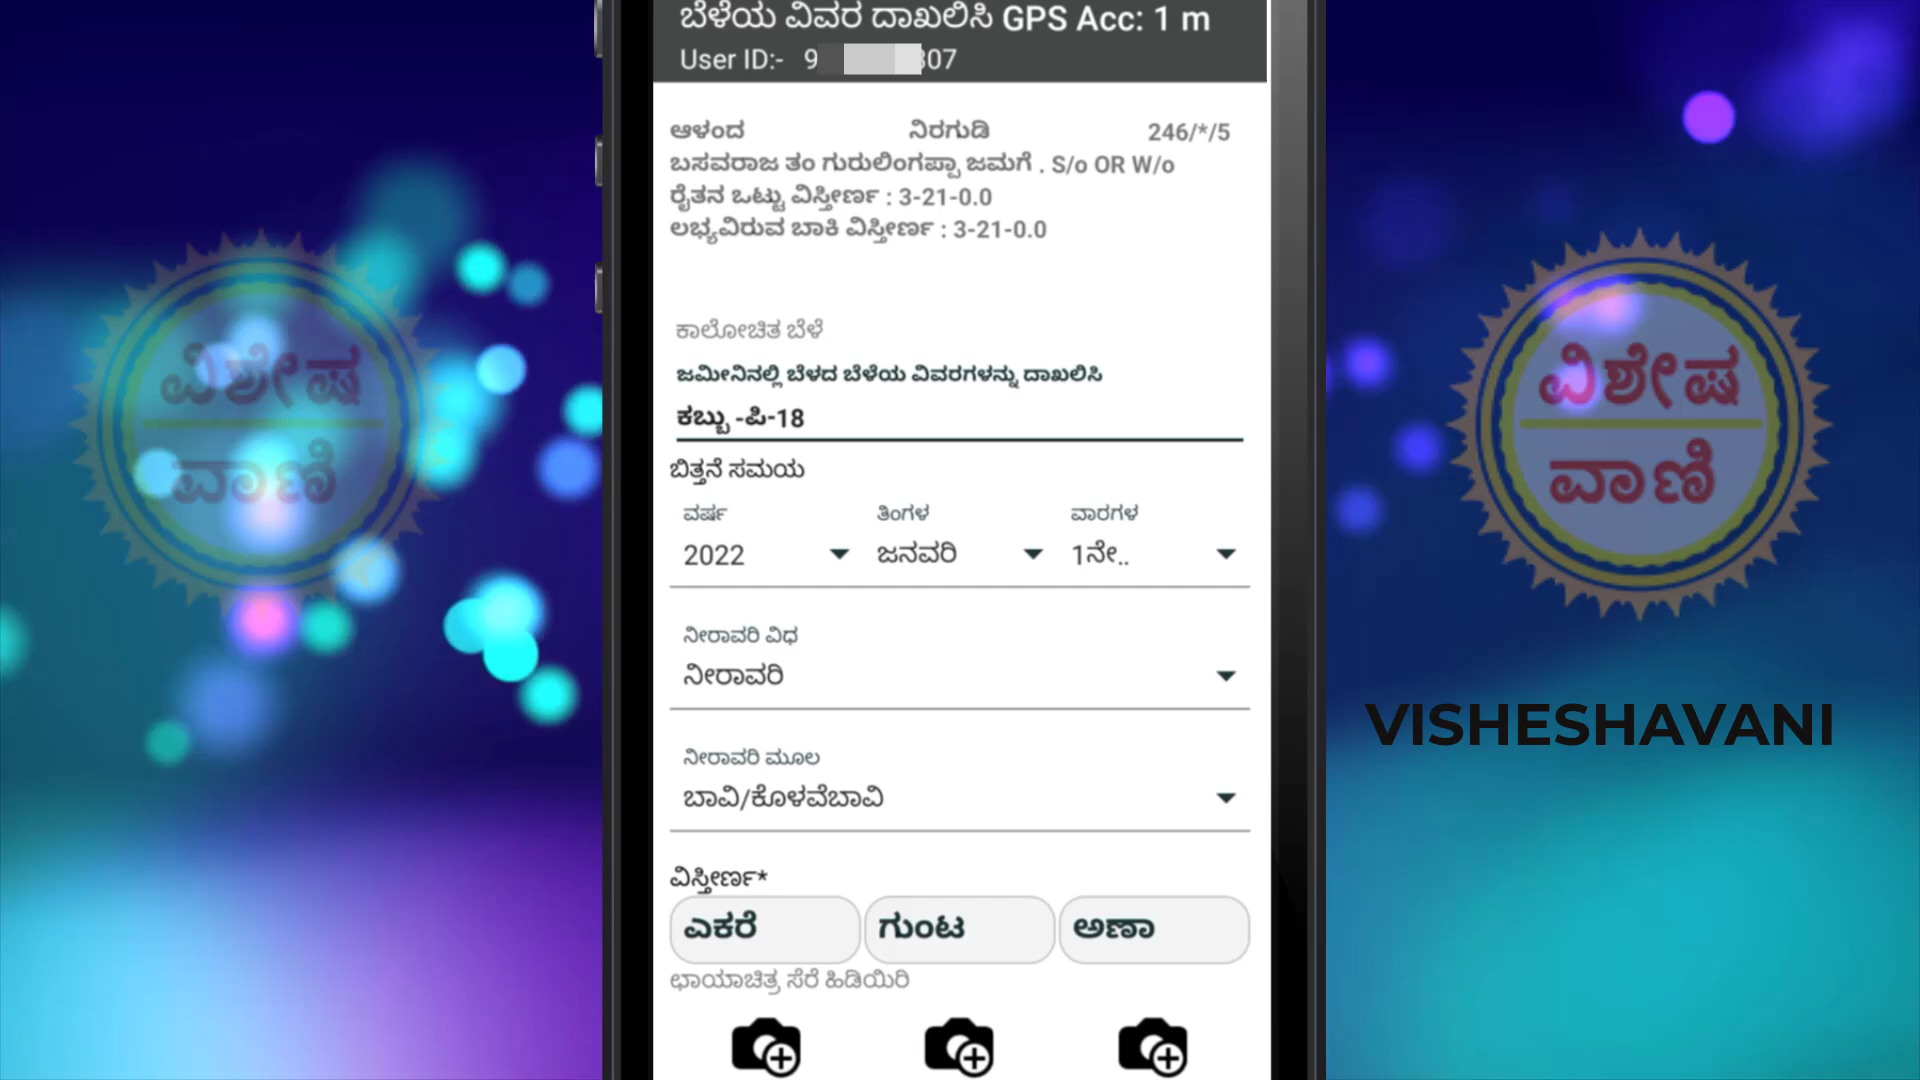 ಬೆಳೆಯ ವಿವರ ದಾಖಲಿಸಿ GPS Acc: 1 m
User ID:- 9 307
ಆಳಂದ ನಿರಗುಡಿ 246/*/5
ಬಸವರಾಜ ತಂ ಗುರುಲಿಂಗಪ್ಪಾ ಜಮಗೆ . S/o OR W/o
ರೈತನ ಒಟ್ಟು ವಿಸ್ತೀರ್ಣ : 3-21-0.0
ಲಭ್ಯವಿರುವ ಬಾಕಿ ವಿಸ್ತೀರ್ಣ : 3-21-0.0
ಕಾಲೋಚಿತ ಬೆಳೆ
ಜಮೀನಿನಲ್ಲಿ ಬೆಳದ ಬೆಳೆಯ ವಿವರಗಳನ್ನು ದಾಖಲಿಸಿ
ಕಬ್ಬು -ಪಿ-18
ಬಿತ್ತನೆ ಸಮಯ
ವರ್ಷ ತಿಂಗಳ ವಾರಗಳ
2022 ಜನವರಿ 1ನೇ..
ನೀರಾವರಿ ವಿಧ
ನೀರಾವರಿ
ನೀರಾವರಿ ಮೂಲ
ಬಾವಿ/ಕೊಳವೆಬಾವಿ
ವಿಸ್ತೀರ್ಣ*
ಎಕರೆ ಗುಂಟ ಅಣಾ
ಛಾಯಾಚಿತ್ರ ಸೆರೆ ಹಿಡಿಯಿರಿ
ವಿಶೇಷ
ವಾಣಿ
ವಿಶೇಷ
ವಾಣಿ
VISHESHAVANI